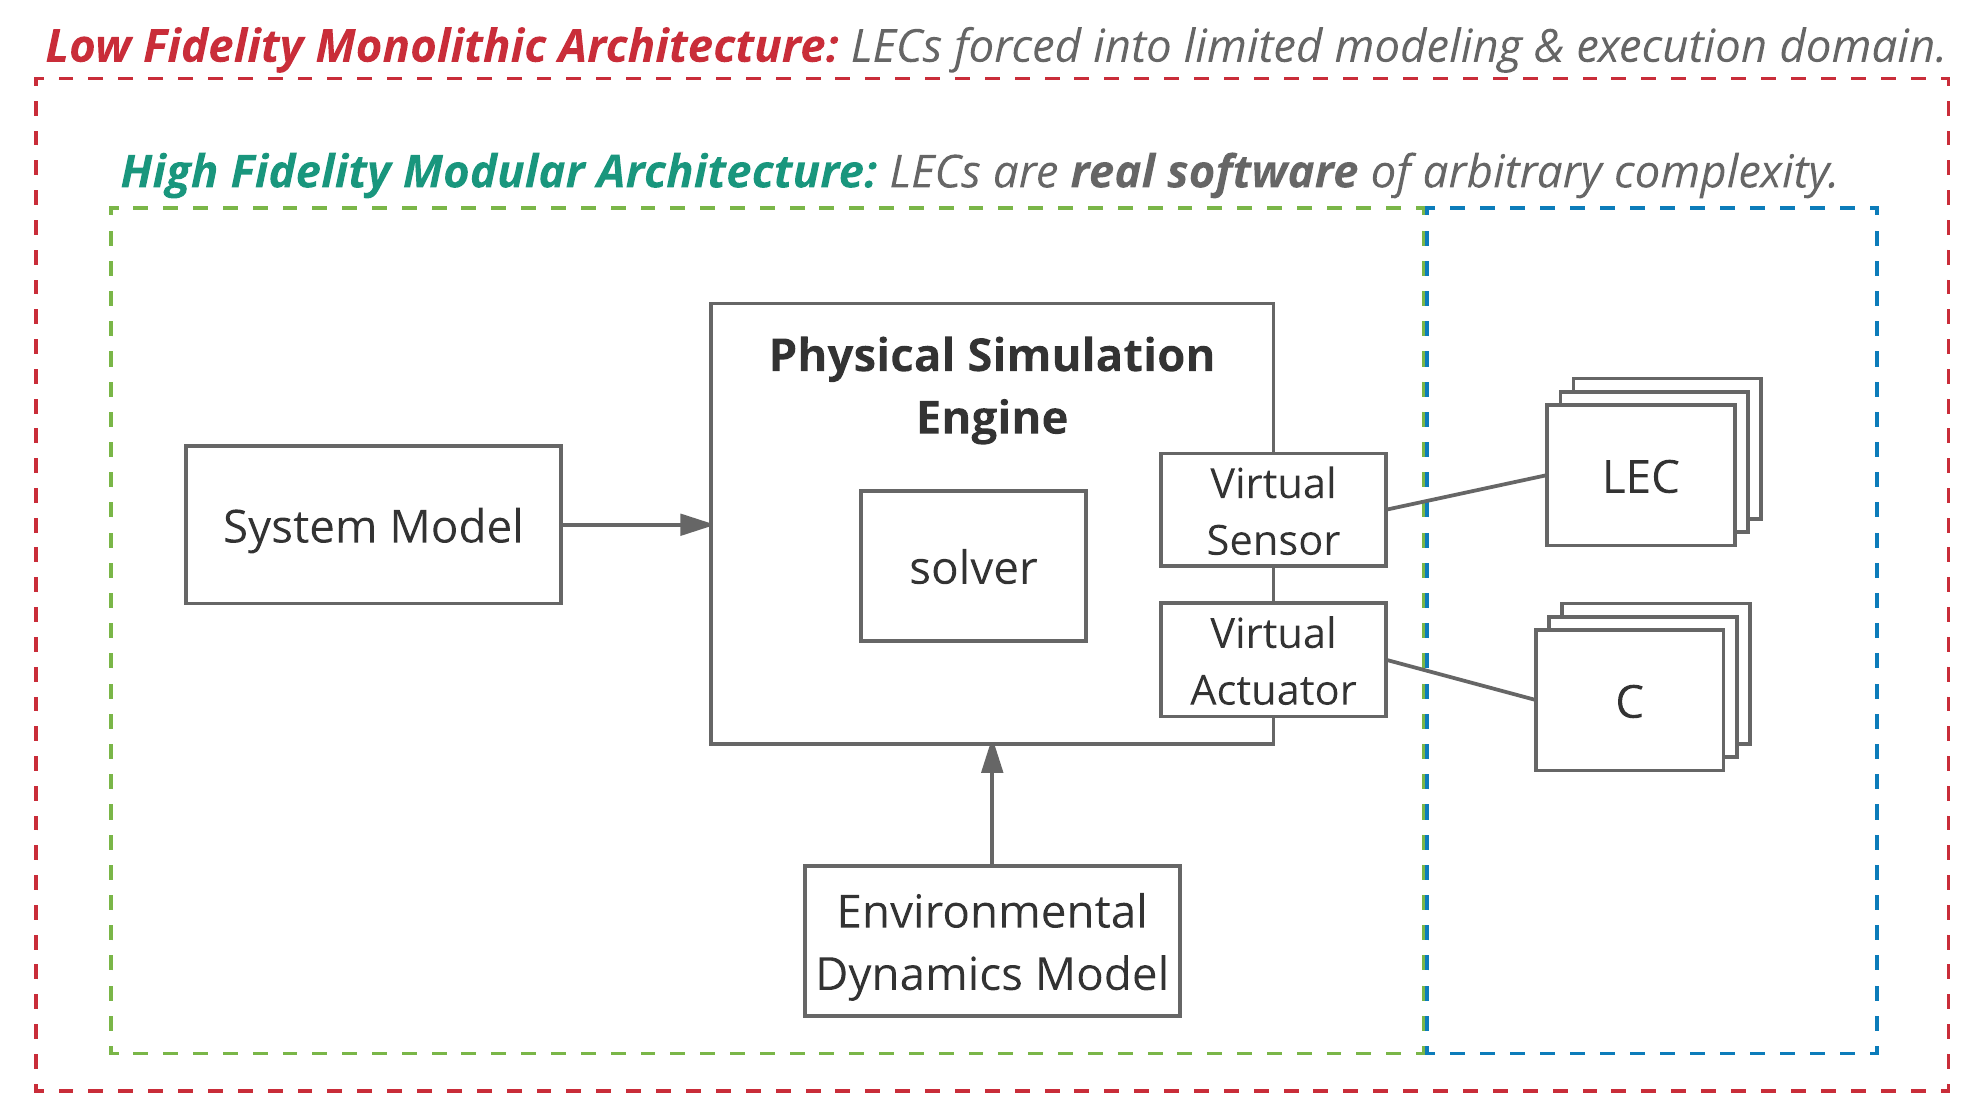 Low Fidelity Monolithic Architecture: LECs forced into limited modeling & execution domain.
High Fidelity Modular Architecture: LECs are real software of arbitrary complexity.
Physical Simulation
Engine
System Model
solver
Virtual
Sensor
Virtual
Actuator
LEC
C
Environmental
Dynamics Model